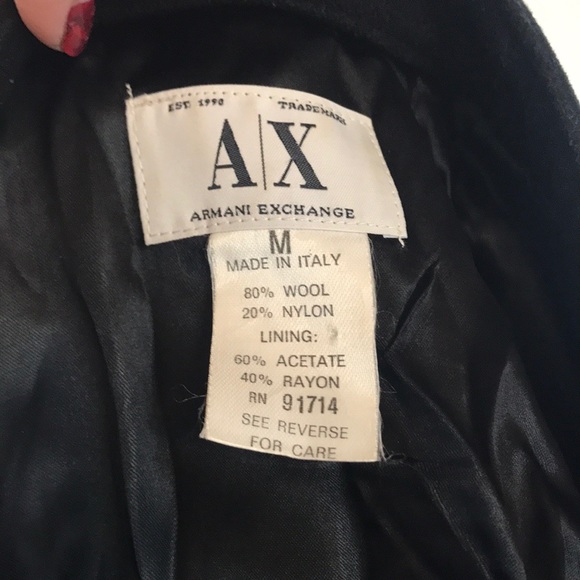 EST. 1990 TRADEMARK
A|X
ARMANI EXCHANGE
M
MADE IN ITALY
80% WOOL
20% NYLON
LINING:
60% ACETATE
40% RAYON
RN 91714
SEE REVERSE
FOR CARE